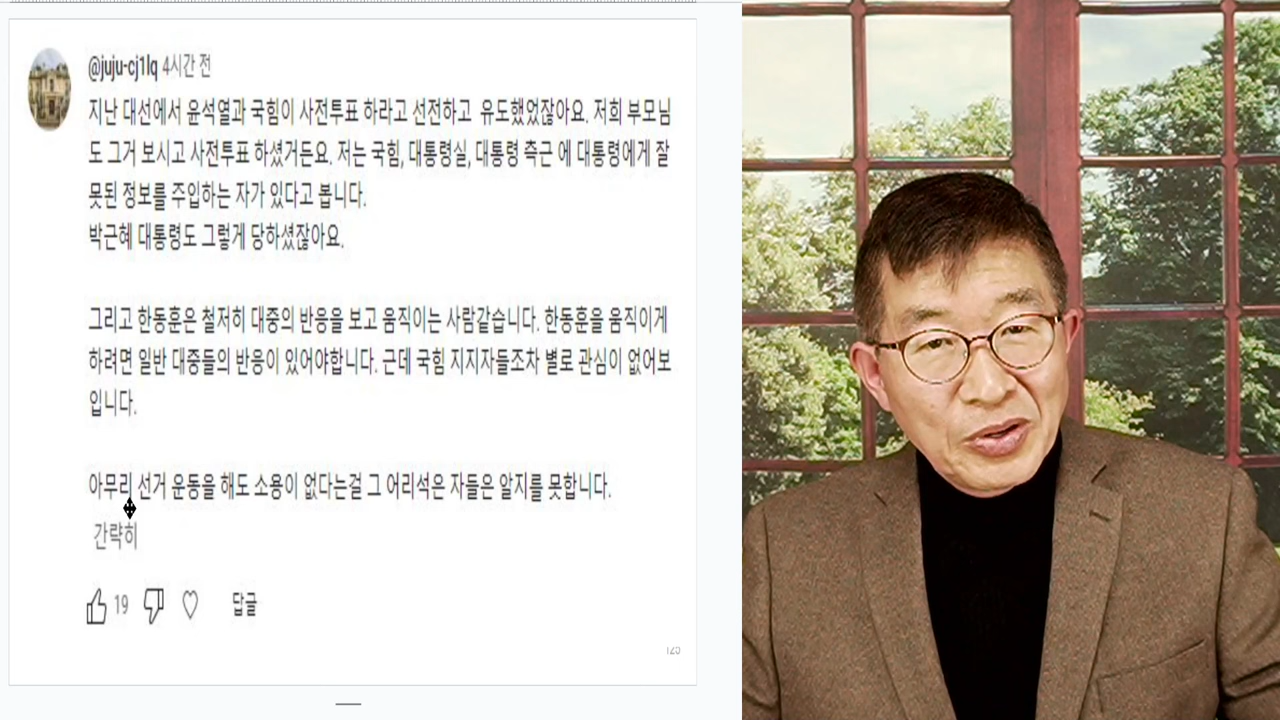 @juju-cj1lq 4시간 전
지난 대선에서 윤석열과 국힘이 사전투표 하라고 선전하고 유도했었잖아요. 저희 부모님
도 그거 보시고 사전투표 하셨거든요. 저는 국힘, 대통령실, 대통령 측근 에 대통령에게 잘
못된 정보를 주입하는 자가 있다고 봅니다.
박근혜 대통령도 그렇게 당하셨잖아요.
그리고 한동훈은 철저히 대중의 반응을 보고 움직이는 사람같습니다. 한동훈을 움직이게
하려면 일반 대중들의 반응이 있어야합니다. 근데 국힘 지지자들조차 별로 관심이 없어보
입니다.
아무리 선거 운동을 해도 소용이 없다는걸 그 어리석은 자들은 알지를 못합니다.
간략히
19 답글